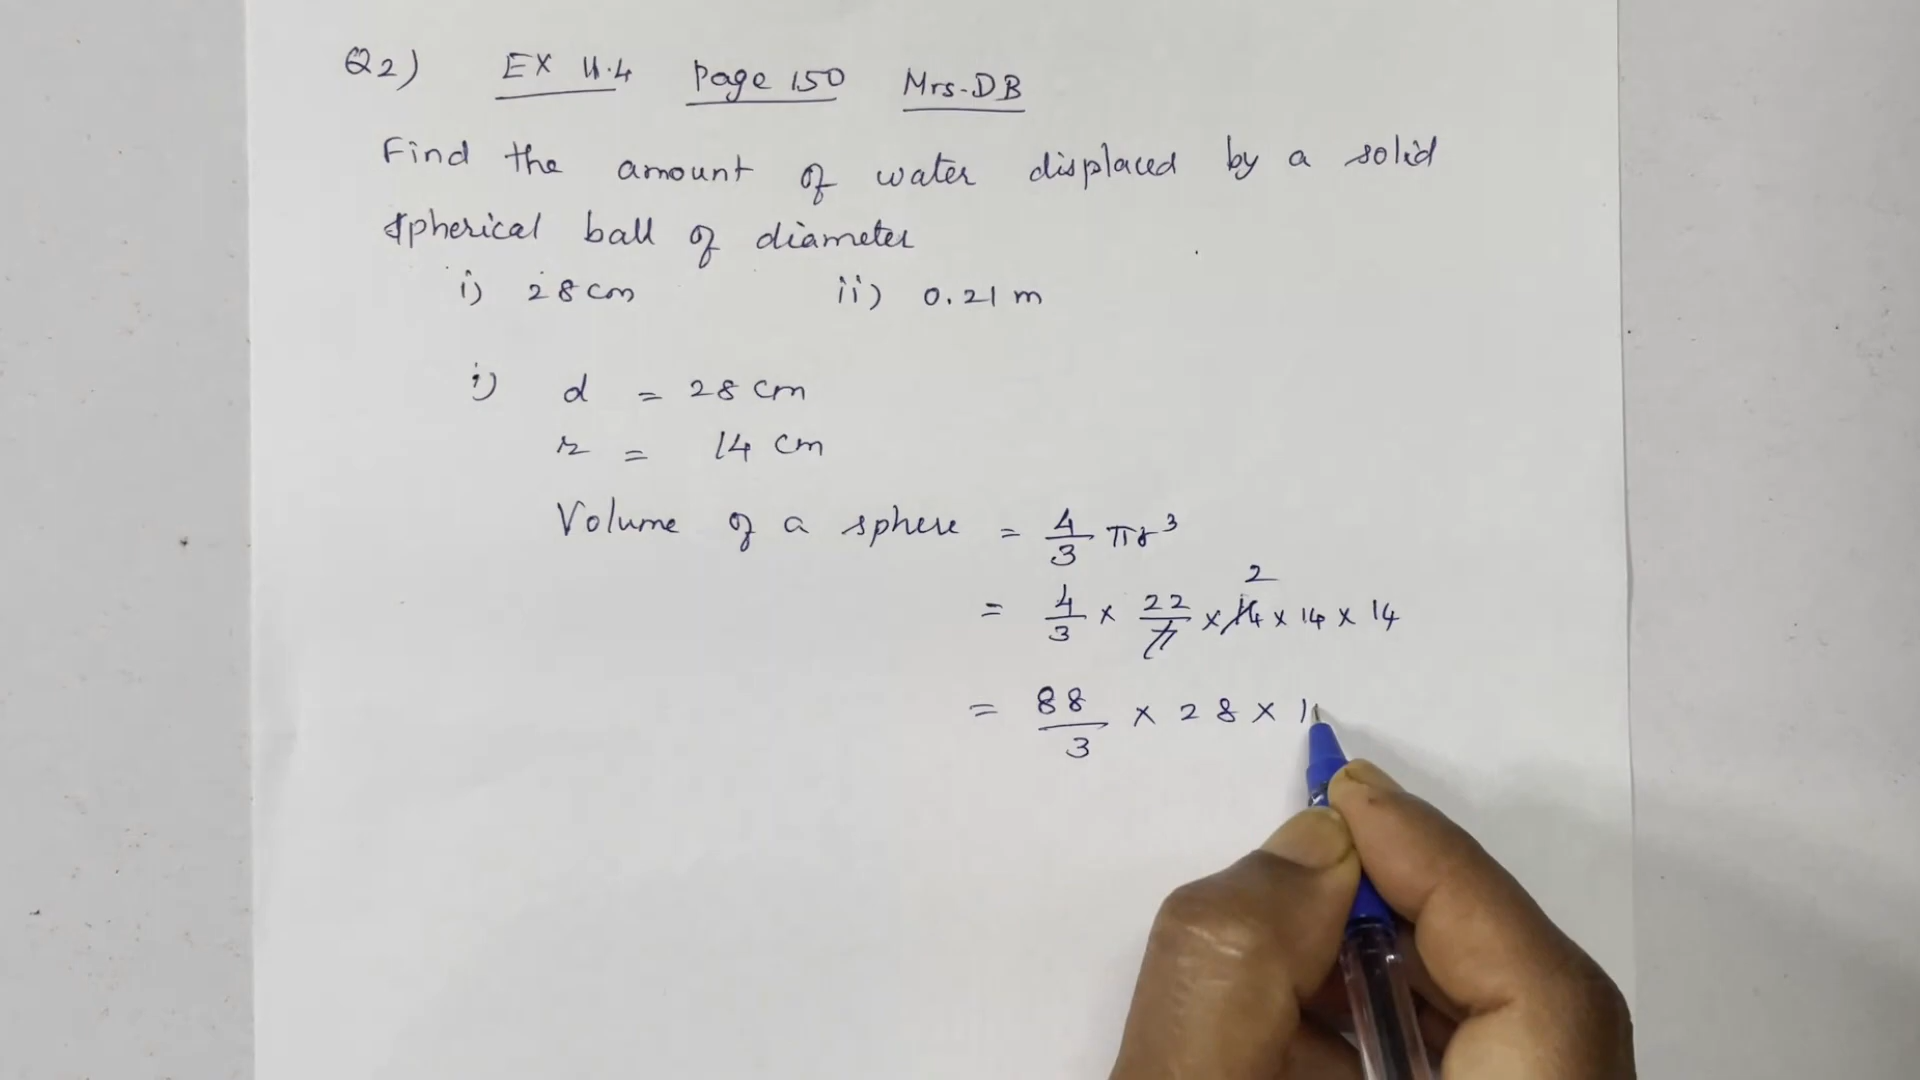 Q2) EX 11.4 Page 150 Mrs.DB
Find the amount of water displaced by a solid
spherical ball of diameter
i) 28 cm ii) 0.21 m
i) d = 28 cm
r = 14 cm
Volume of a sphere = 4/3 πr³
2
= 4/3 × 22/7 × 14 × 14 × 14
= 88/3 × 28 × 1